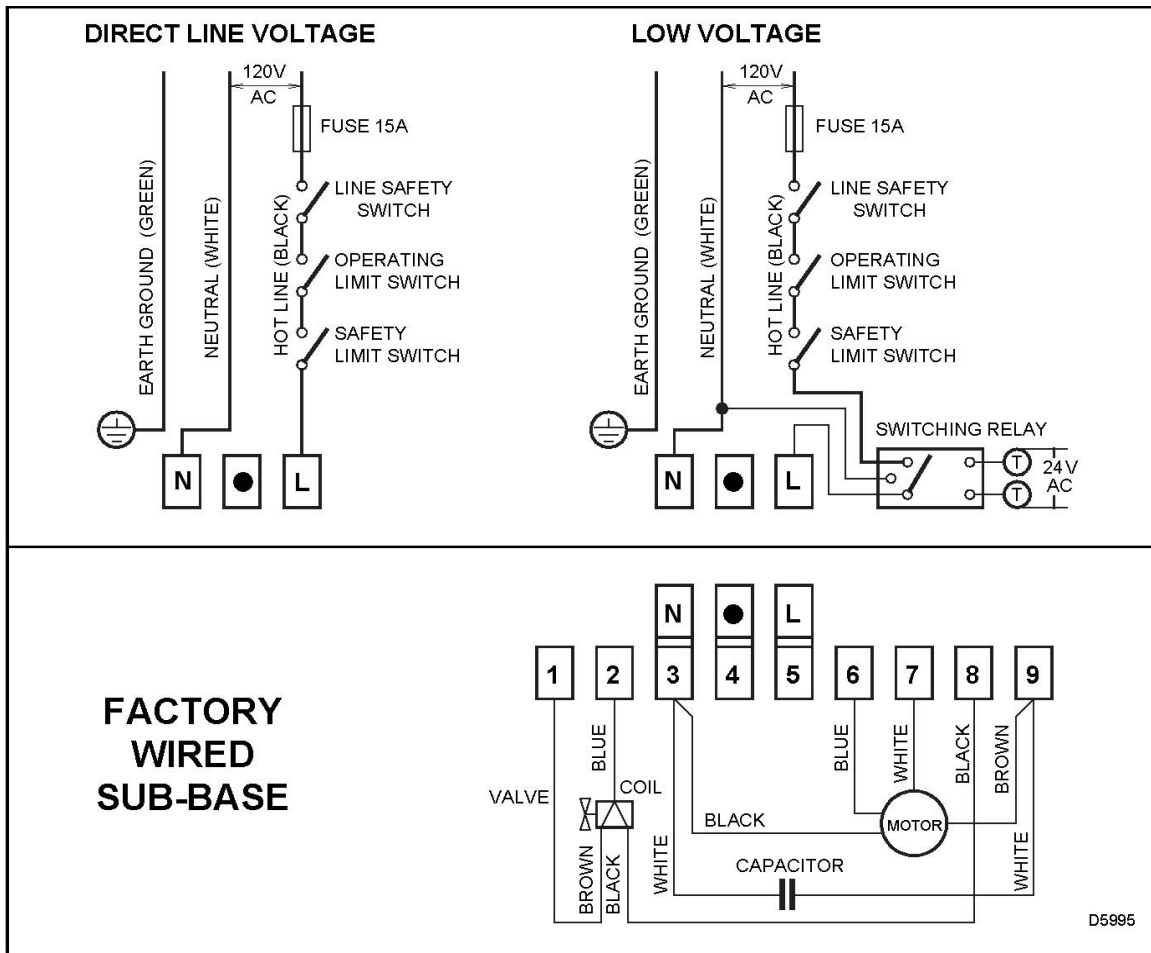 DIRECT LINE VOLTAGE
120V
AC
FUSE 15A
LINE SAFETY
SWITCH
OPERATING
LIMIT SWITCH
SAFETY
LIMIT SWITCH
EARTH GROUND (GREEN)
NEUTRAL (WHITE)
HOT LINE (BLACK)
N
L
LOW VOLTAGE
120V
AC
FUSE 15A
LINE SAFETY
SWITCH
OPERATING
LIMIT SWITCH
SAFETY
LIMIT SWITCH
EARTH GROUND (GREEN)
NEUTRAL (WHITE)
HOT LINE (BLACK)
SWITCHING RELAY
N
L
T
T
24V
AC
FACTORY
WIRED
SUB-BASE
N
L
1
2
3
4
5
6
7
8
9
BLUE
BLUE
WHITE
BLACK
BROWN
VALVE
COIL
BLACK
MOTOR
BROWN
BLACK
WHITE
CAPACITOR
WHITE
D5995